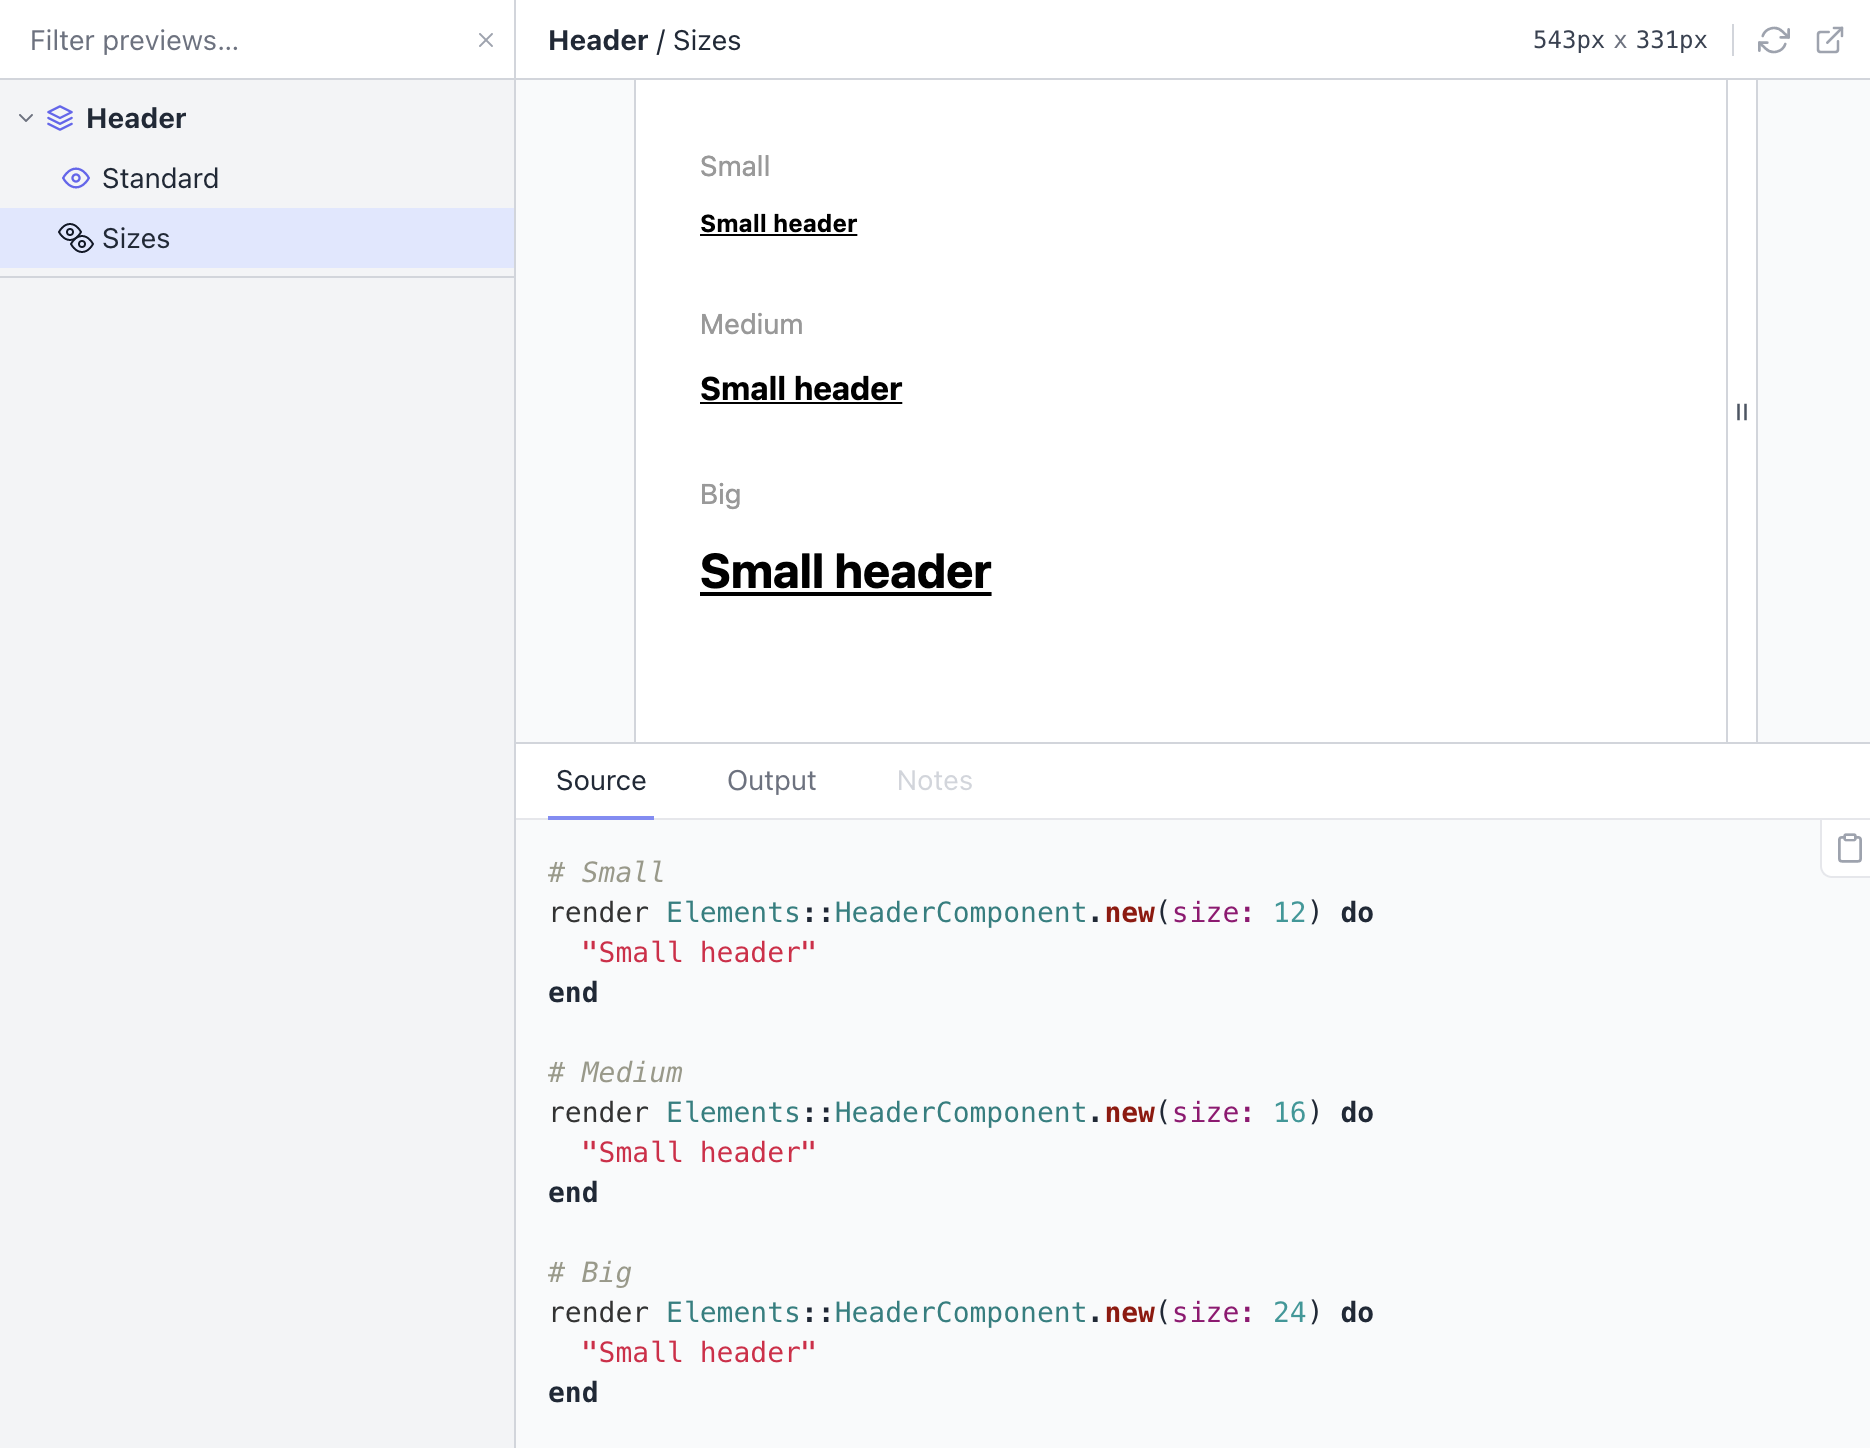 Filter previews...
Header / Sizes
543px x 331px
Header
Standard
Sizes
Small
Small header
Medium
Small header
Big
Small header
Source
Output
Notes
# Small
render Elements::HeaderComponent.new(size: 12) do
  "Small header"
end
# Medium
render Elements::HeaderComponent.new(size: 16) do
  "Small header"
end
# Big
render Elements::HeaderComponent.new(size: 24) do
  "Small header"
end